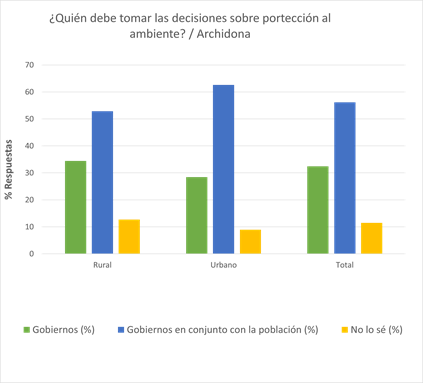 ¿Quién debe tomar las decisiones sobre portección al
ambiente? / Archidona
% Respuestas
70
60
50
40
30
20
10
0
Rural Urbano Total
Gobiernos (%) Gobiernos en conjunto con la población (%) No lo sé (%)